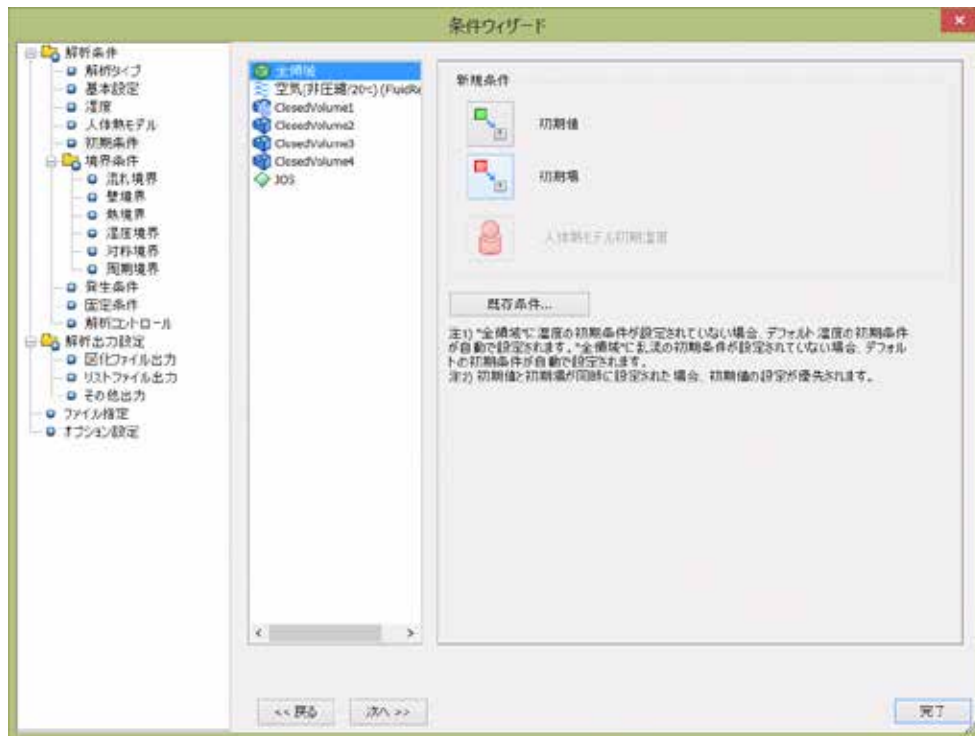 条件ウィザード
解析条件
解析タイプ
基本設定
湿度
人体熱モデル
初期条件
境界条件
流れ境界
壁境界
熱境界
湿度境界
対称境界
周期境界
発生条件
固定条件
解析コントロール
解析出力設定
図化ファイル出力
リストファイル出力
その他出力
ファイル指定
オプション設定
全領域
空気(非圧縮/20℃)(FluidRe
ClosedVolume1
ClosedVolume2
ClosedVolume3
ClosedVolume4
JOS
新規条件
初期値
初期場
人体熱モデル初期温度
既存条件...
注1) "全領域"に温度の初期条件が設定されていない場合、デフォルト温度の初期条件
が自動で設定されます。"全領域"に乱流の初期条件が設定されていない場合、デフォル
トの初期条件が自動で設定されます。
注2) 初期値と初期場が同時に設定された場合、初期値の設定が優先されます。
<< 戻る
次へ >>
完了